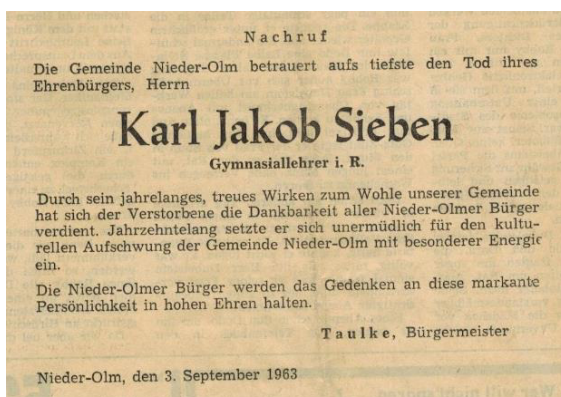 Nachruf
Die Gemeinde Nieder-Olm betrauert aufs tiefste den Tod ihres
Ehrenbürgers, Herrn
Karl Jakob Sieben
Gymnasiallehrer i. R.
Durch sein jahrelanges, treues Wirken zum Wohle unserer Gemeinde
hat sich der Verstorbene die Dankbarkeit aller Nieder-Olmer Bürger
verdient. Jahrzehntelang setzte er sich unermüdlich für den kultu-
rellen Aufschwung der Gemeinde Nieder-Olm mit besonderer Energie
ein.
Die Nieder-Olmer Bürger werden das Gedenken an diese markante
Persönlichkeit in hohen Ehren halten.
Taulke, Bürgermeister
Nieder-Olm, den 3. September 1963